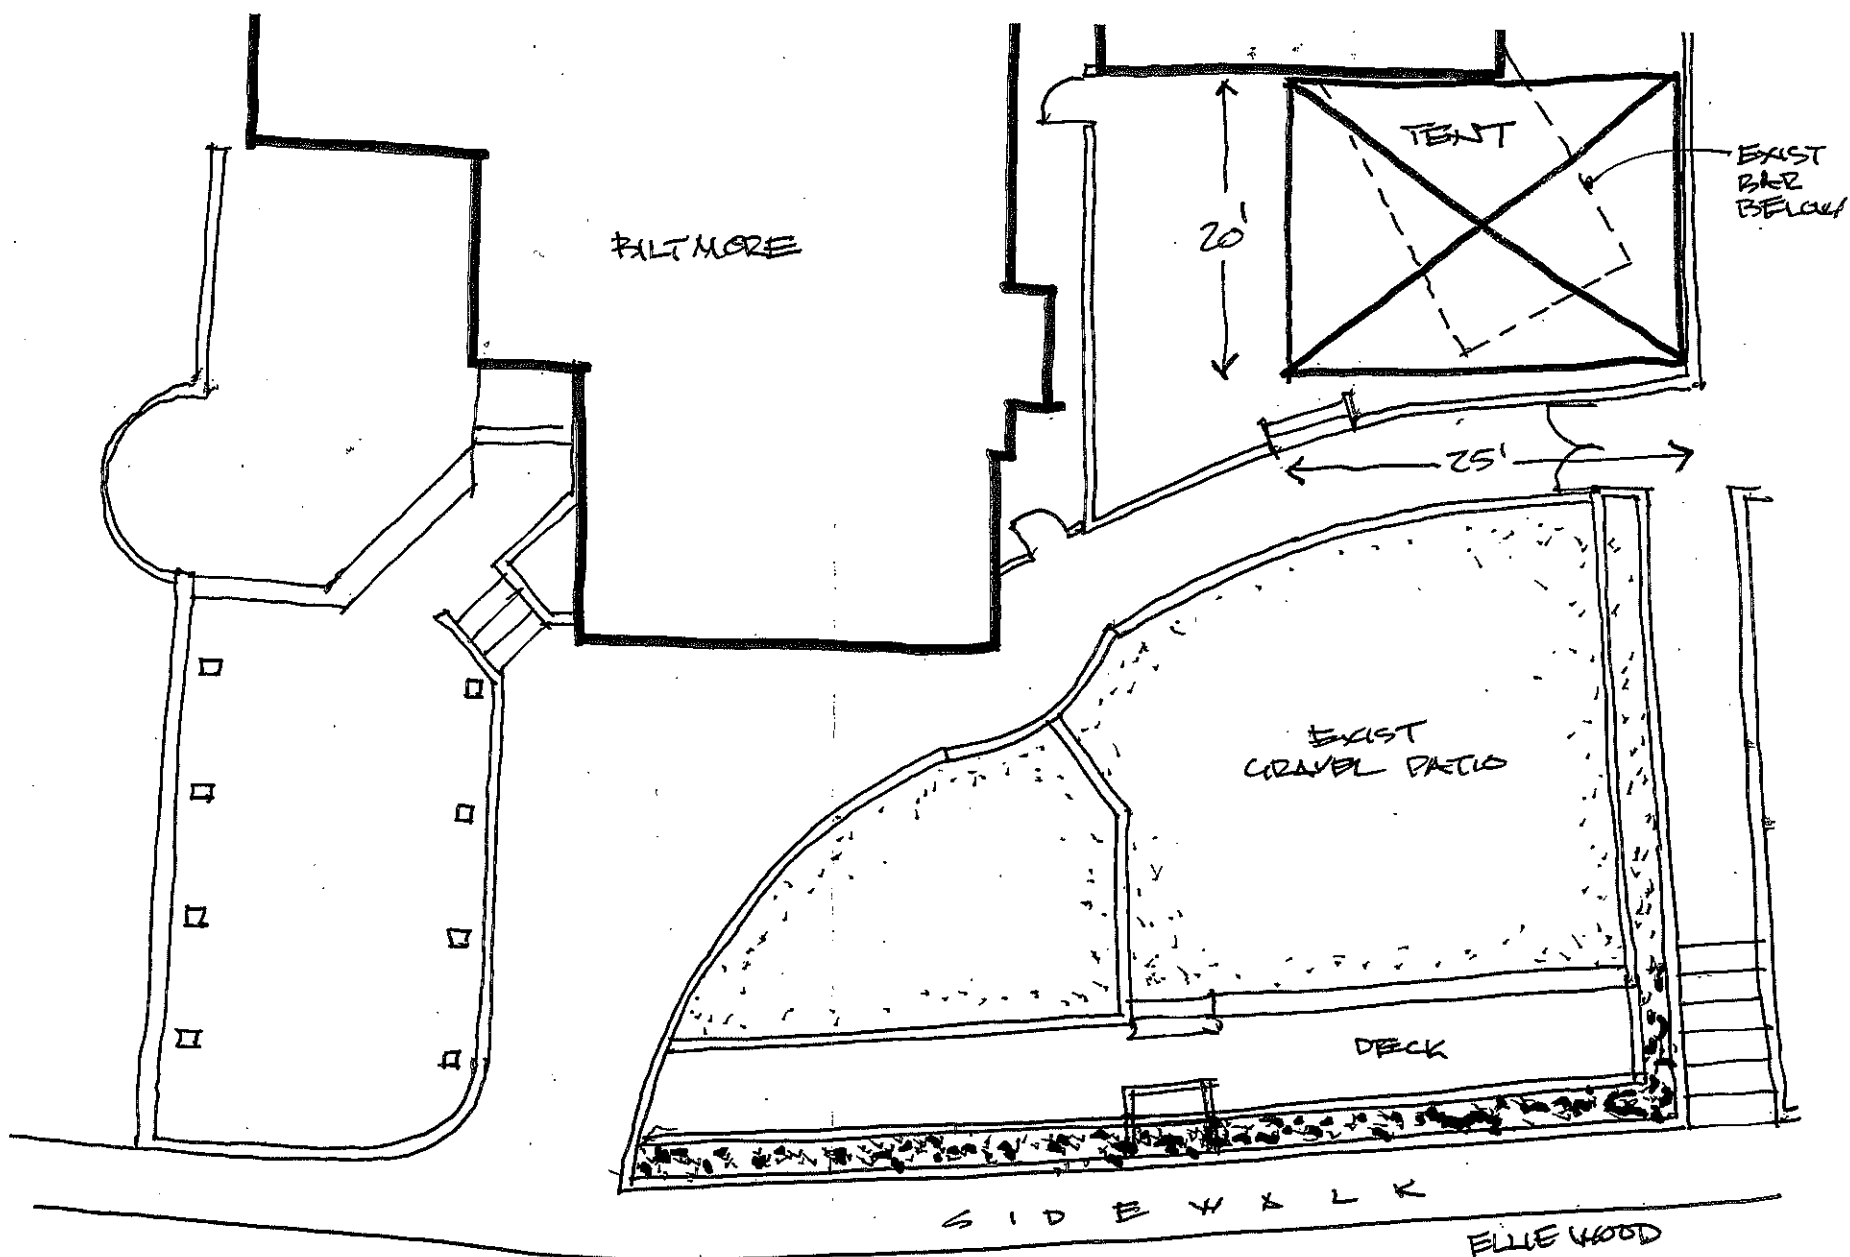 TENT
EXIST
BAR
BELOW
BILTMORE
20'
25'
EXIST
GRAVEL PATIO
DECK
SIDEWALK
ELLIEWOOD